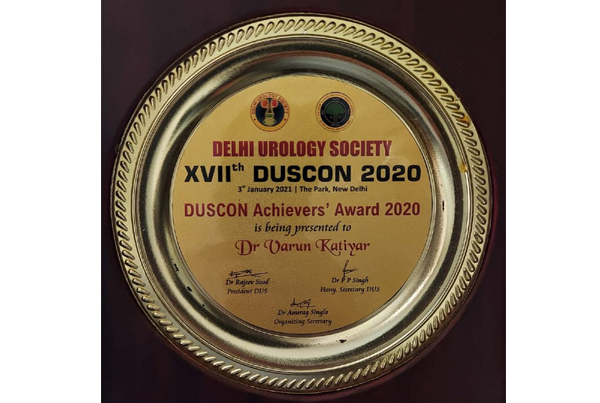 DELHI UROLOGY SOCIETY
XVIIth DUSCON 2020
3rd January 2021 | The Park, New Delhi
DUSCON Achievers' Award 2020
is being presented to
Dr Varun Katiyar
Dr Rajeev Sood
President DUS
Dr P P Singh
Hony. Secretary DUS
Dr Anurag Singla
Organizing Secretary